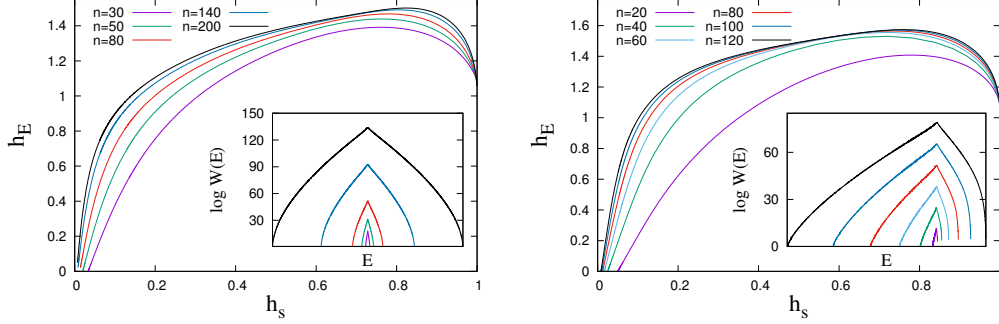 n=30 n=140
n=50 n=200
n=80
1.4
1.2
1
0.8
0.6
0.4
0.2
0
h_E
150
120
90
60
30
log W(E)
E
0 0.2 0.4 0.6 0.8 1
h_s
n=20 n=80
n=40 n=100
n=60 n=120
1.6
1.4
1.2
1
0.8
0.6
0.4
0.2
0
h_E
60
30
0
log W(E)
E
0 0.2 0.4 0.6 0.8
h_s